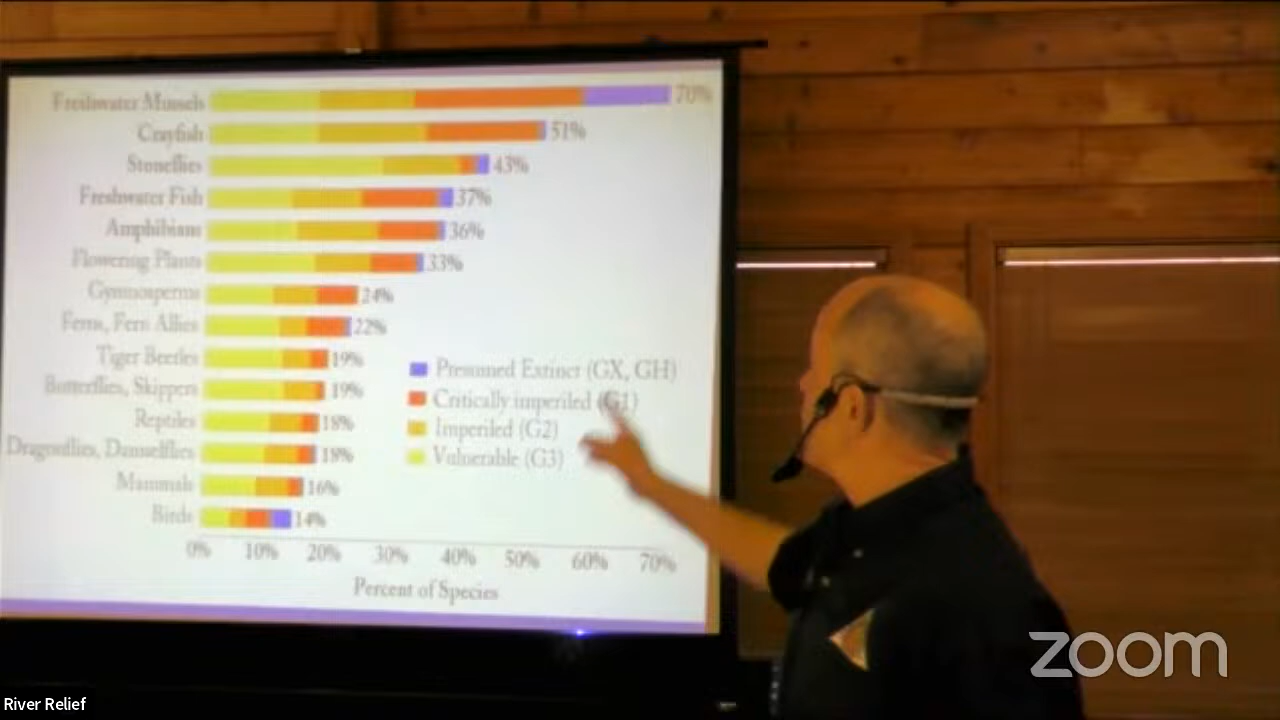 Freshwater Mussels 70%
Crayfish 51%
Stoneflies 43%
Freshwater Fish 37%
Amphibians 36%
Flowering Plants 33%
Gymnosperms 24%
Ferns, Fern Allies 22%
Tiger Beetles 19%
Butterflies, Skippers 19%
Reptiles 18%
Dragonflies, Damselflies 18%
Mammals 16%
Birds 14%
Presumed Extinct (GX, GH)
Critically imperiled (G1)
Imperiled (G2)
Vulnerable (G3)
0% 10% 20% 30% 40% 50% 60% 70%
Percent of Species
zoom
River Relief